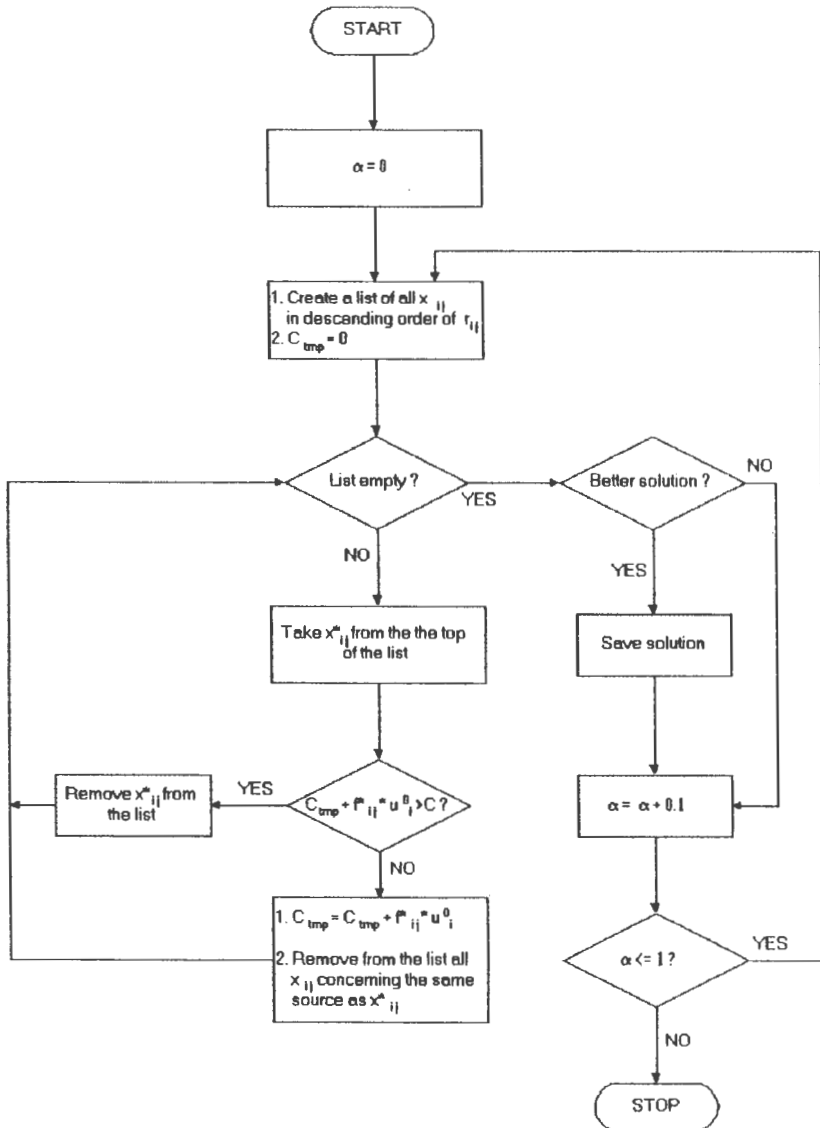 START
α = 0
1. Create a list of all x ij
in descanding order of r ij
2. C tmp = 0
List empty ?
YES
Better solution ?
NO
NO
YES
Take x* ij from the the top
of the list
Save solution
Remove x* ij from
the list
YES
C tmp + f* ij * u 0 i > C ?
α = α + 0.1
NO
1. C tmp = C tmp + f* ij * u 0 i
2. Remove from the list all
x ij concerning the same
source as x* ij
α <= 1 ?
YES
NO
STOP